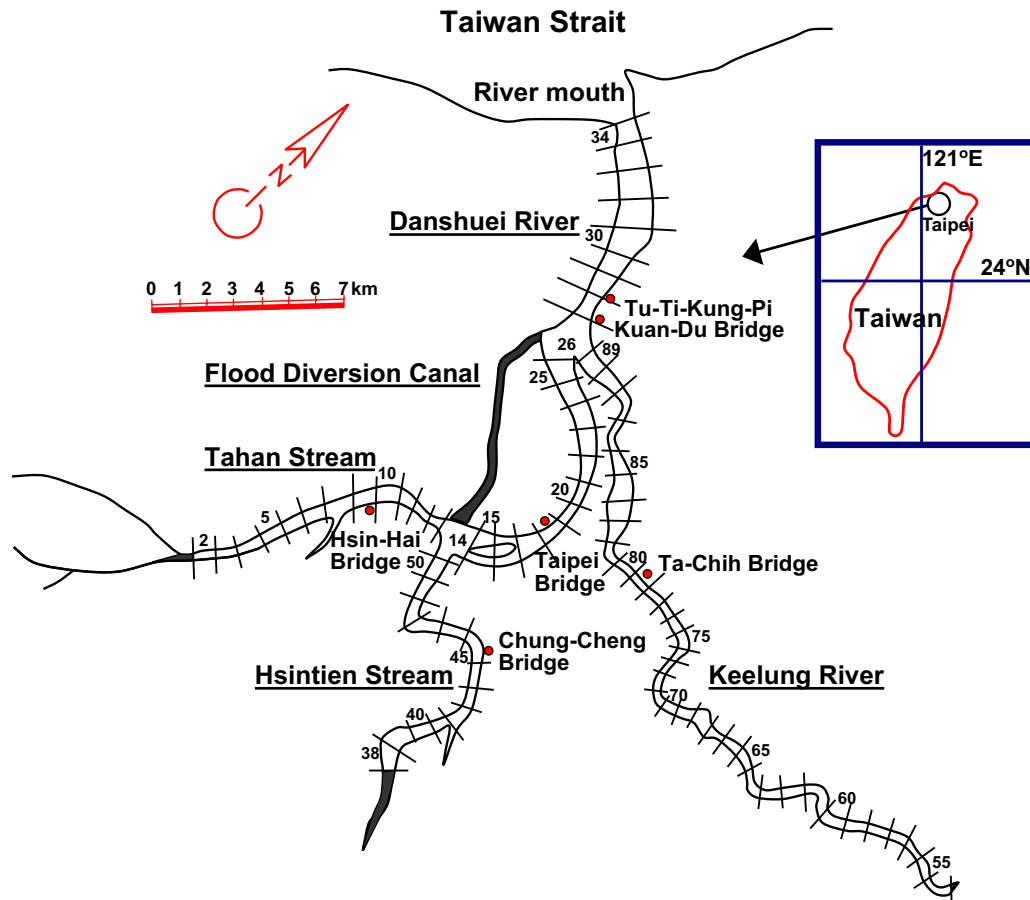 Taiwan Strait
River mouth
34
N
121ºE
Taipei
24ºN
Taiwan
Danshuei River
30
0 1 2 3 4 5 6 7 km
Tu-Ti-Kung-Pi
Kuan-Du Bridge
26
89
25
Flood Diversion Canal
Tahan Stream
10
85
20
5
15
2
Hsin-Hai
Bridge
14
50
Taipei
Bridge
80
Ta-Chih Bridge
75
Chung-Cheng
Bridge
45
Hsintien Stream
Keelung River
70
40
38
65
60
55